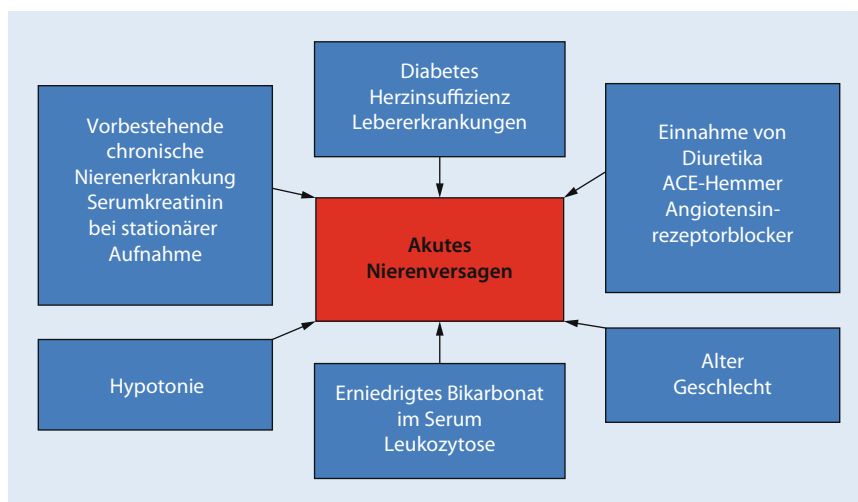 Diabetes
Herzinsuffizienz
Lebererkrankungen
Vorbestehende
chronische
Nierenerkrankung
Serumkreatinin
bei stationärer
Aufnahme
Einnahme von
Diuretika
ACE-Hemmer
Angiotensin-
rezeptorblocker
Akutes
Nierenversagen
Hypotonie
Erniedrigtes Bikarbonat
im Serum
Leukozytose
Alter
Geschlecht